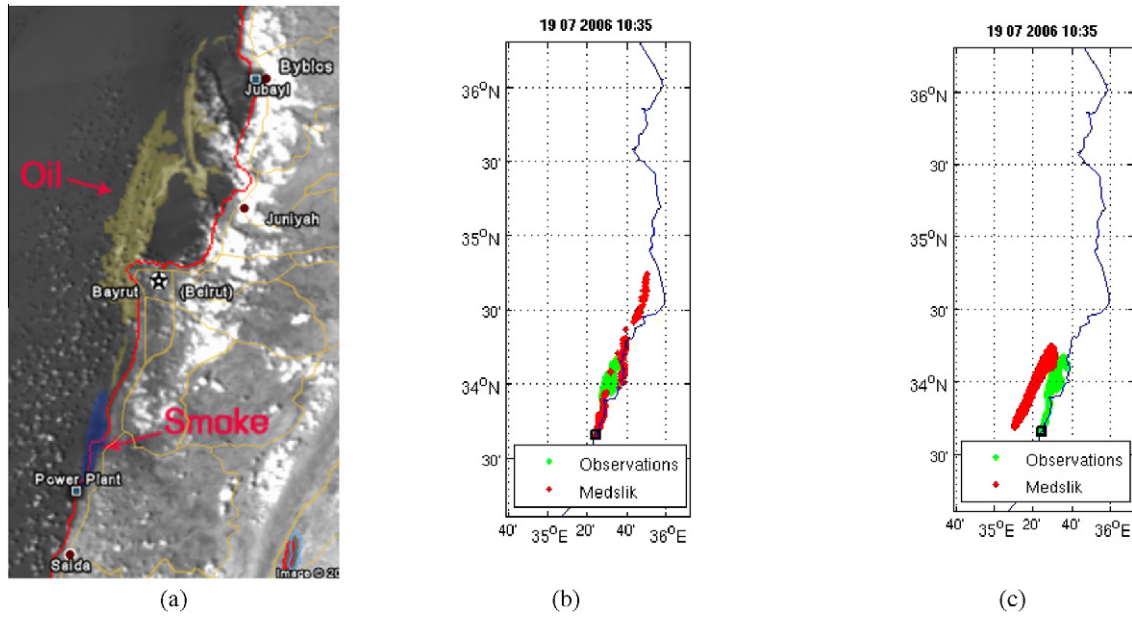 Byblos
Jubayl
Oil
Juniyah
Bayrut
(Beirut)
Smoke
Power Plant
Saida
Image © 20
(a)
19 07 2006 10:35
36°N
30'
35°N
30'
34°N
30'
Observations
Medslik
40'
35°E
20'
40'
36°E
(b)
19 07 2006 10:35
36°N
30'
35°N
30'
34°N
30'
Observations
Medslik
40'
35°E
20'
40'
36°E
(c)